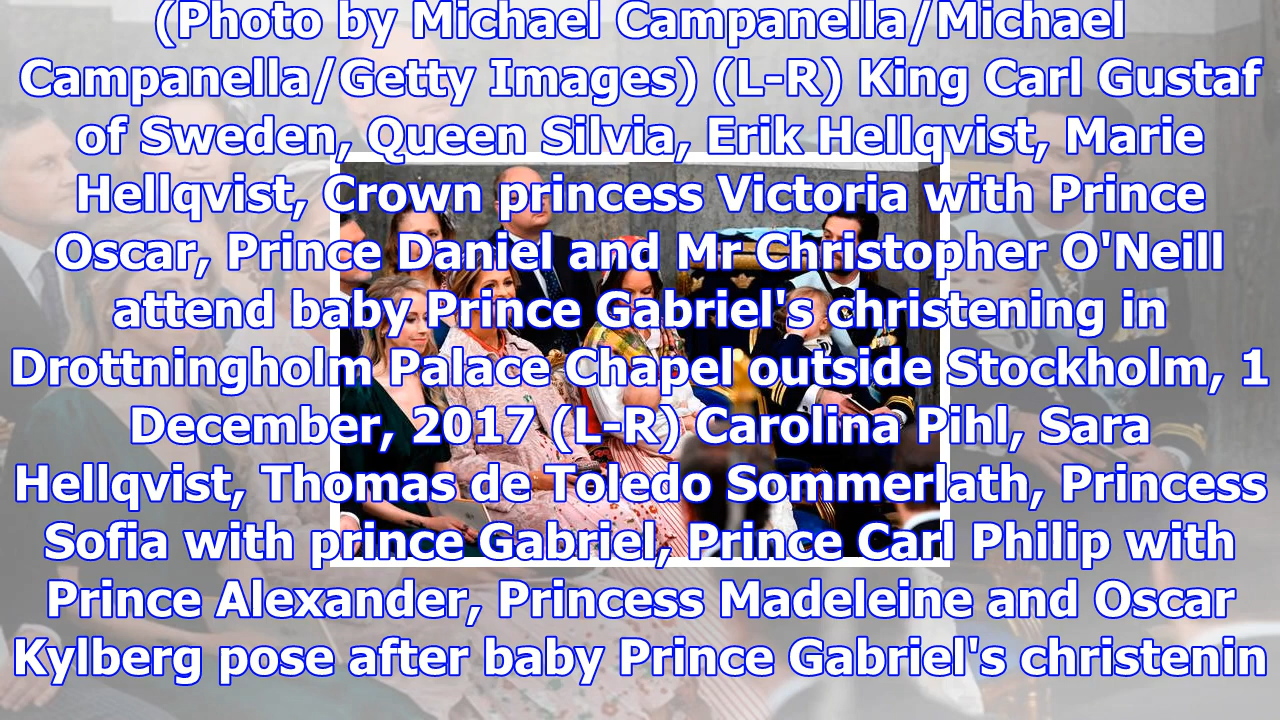 (Photo by Michael Campanella/Michael
Campanella/Getty Images) (L-R) King Carl Gustaf
of Sweden, Queen Silvia, Erik Hellqvist, Marie
Hellqvist, Crown princess Victoria with Prince
Oscar, Prince Daniel and Mr Christopher O'Neill
attend baby Prince Gabriel's christening in
Drottningholm Palace Chapel outside Stockholm, 1
December, 2017 (L-R) Carolina Pihl, Sara
Hellqvist, Thomas de Toledo Sommerlath, Princess
Sofia with prince Gabriel, Prince Carl Philip with
Prince Alexander, Princess Madeleine and Oscar
Kylberg pose after baby Prince Gabriel's christenin